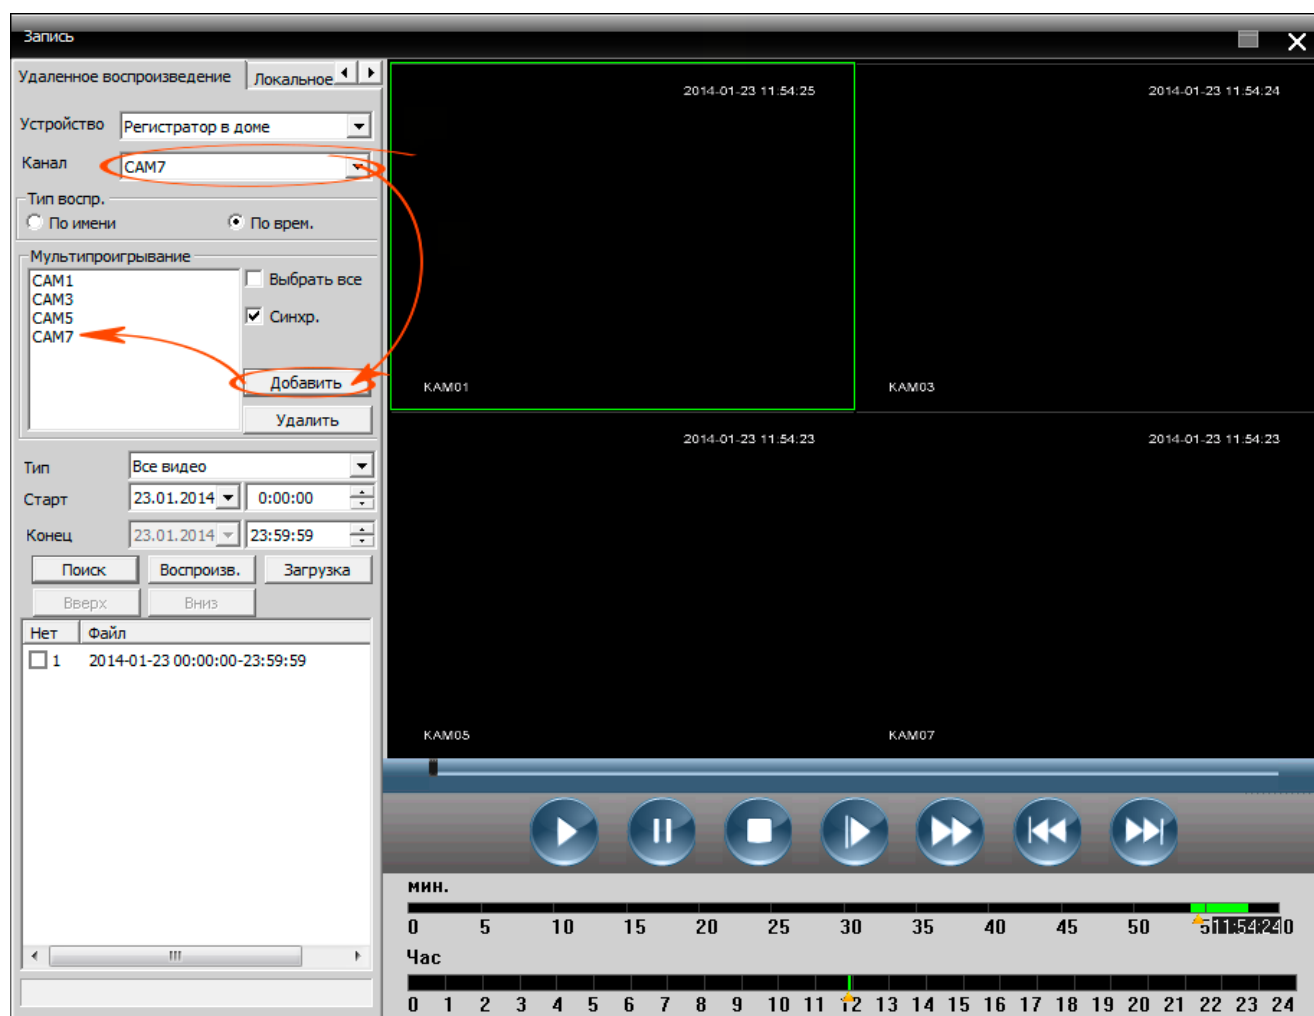 Запись
Удаленное воспроизведение
Локальное
Устройство
Регистратор в доме
Канал
CAM7
Тип воспр.
По имени
По врем.
Мультипроигрывание
CAM1
CAM3
CAM5
CAM7
Выбрать все
Синхр.
Добавить
Удалить
Тип
Все видео
Старт
23.01.2014
0:00:00
Конец
23.01.2014
23:59:59
Поиск
Воспроизв.
Загрузка
Вверх
Вниз
Нет
Файл
1
2014-01-23 00:00:00-23:59:59
2014-01-23 11:54:25
KAM01
2014-01-23 11:54:24
KAM03
2014-01-23 11:54:23
KAM05
2014-01-23 11:54:23
KAM07
мин.
0 5 10 15 20 25 30 35 40 45 50 5 11:54:24 0
Час
0 1 2 3 4 5 6 7 8 9 10 11 12 13 14 15 16 17 18 19 20 21 22 23 24